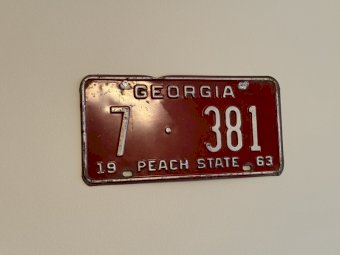 GEORGIA
7 · 381
19 PEACH STATE 63